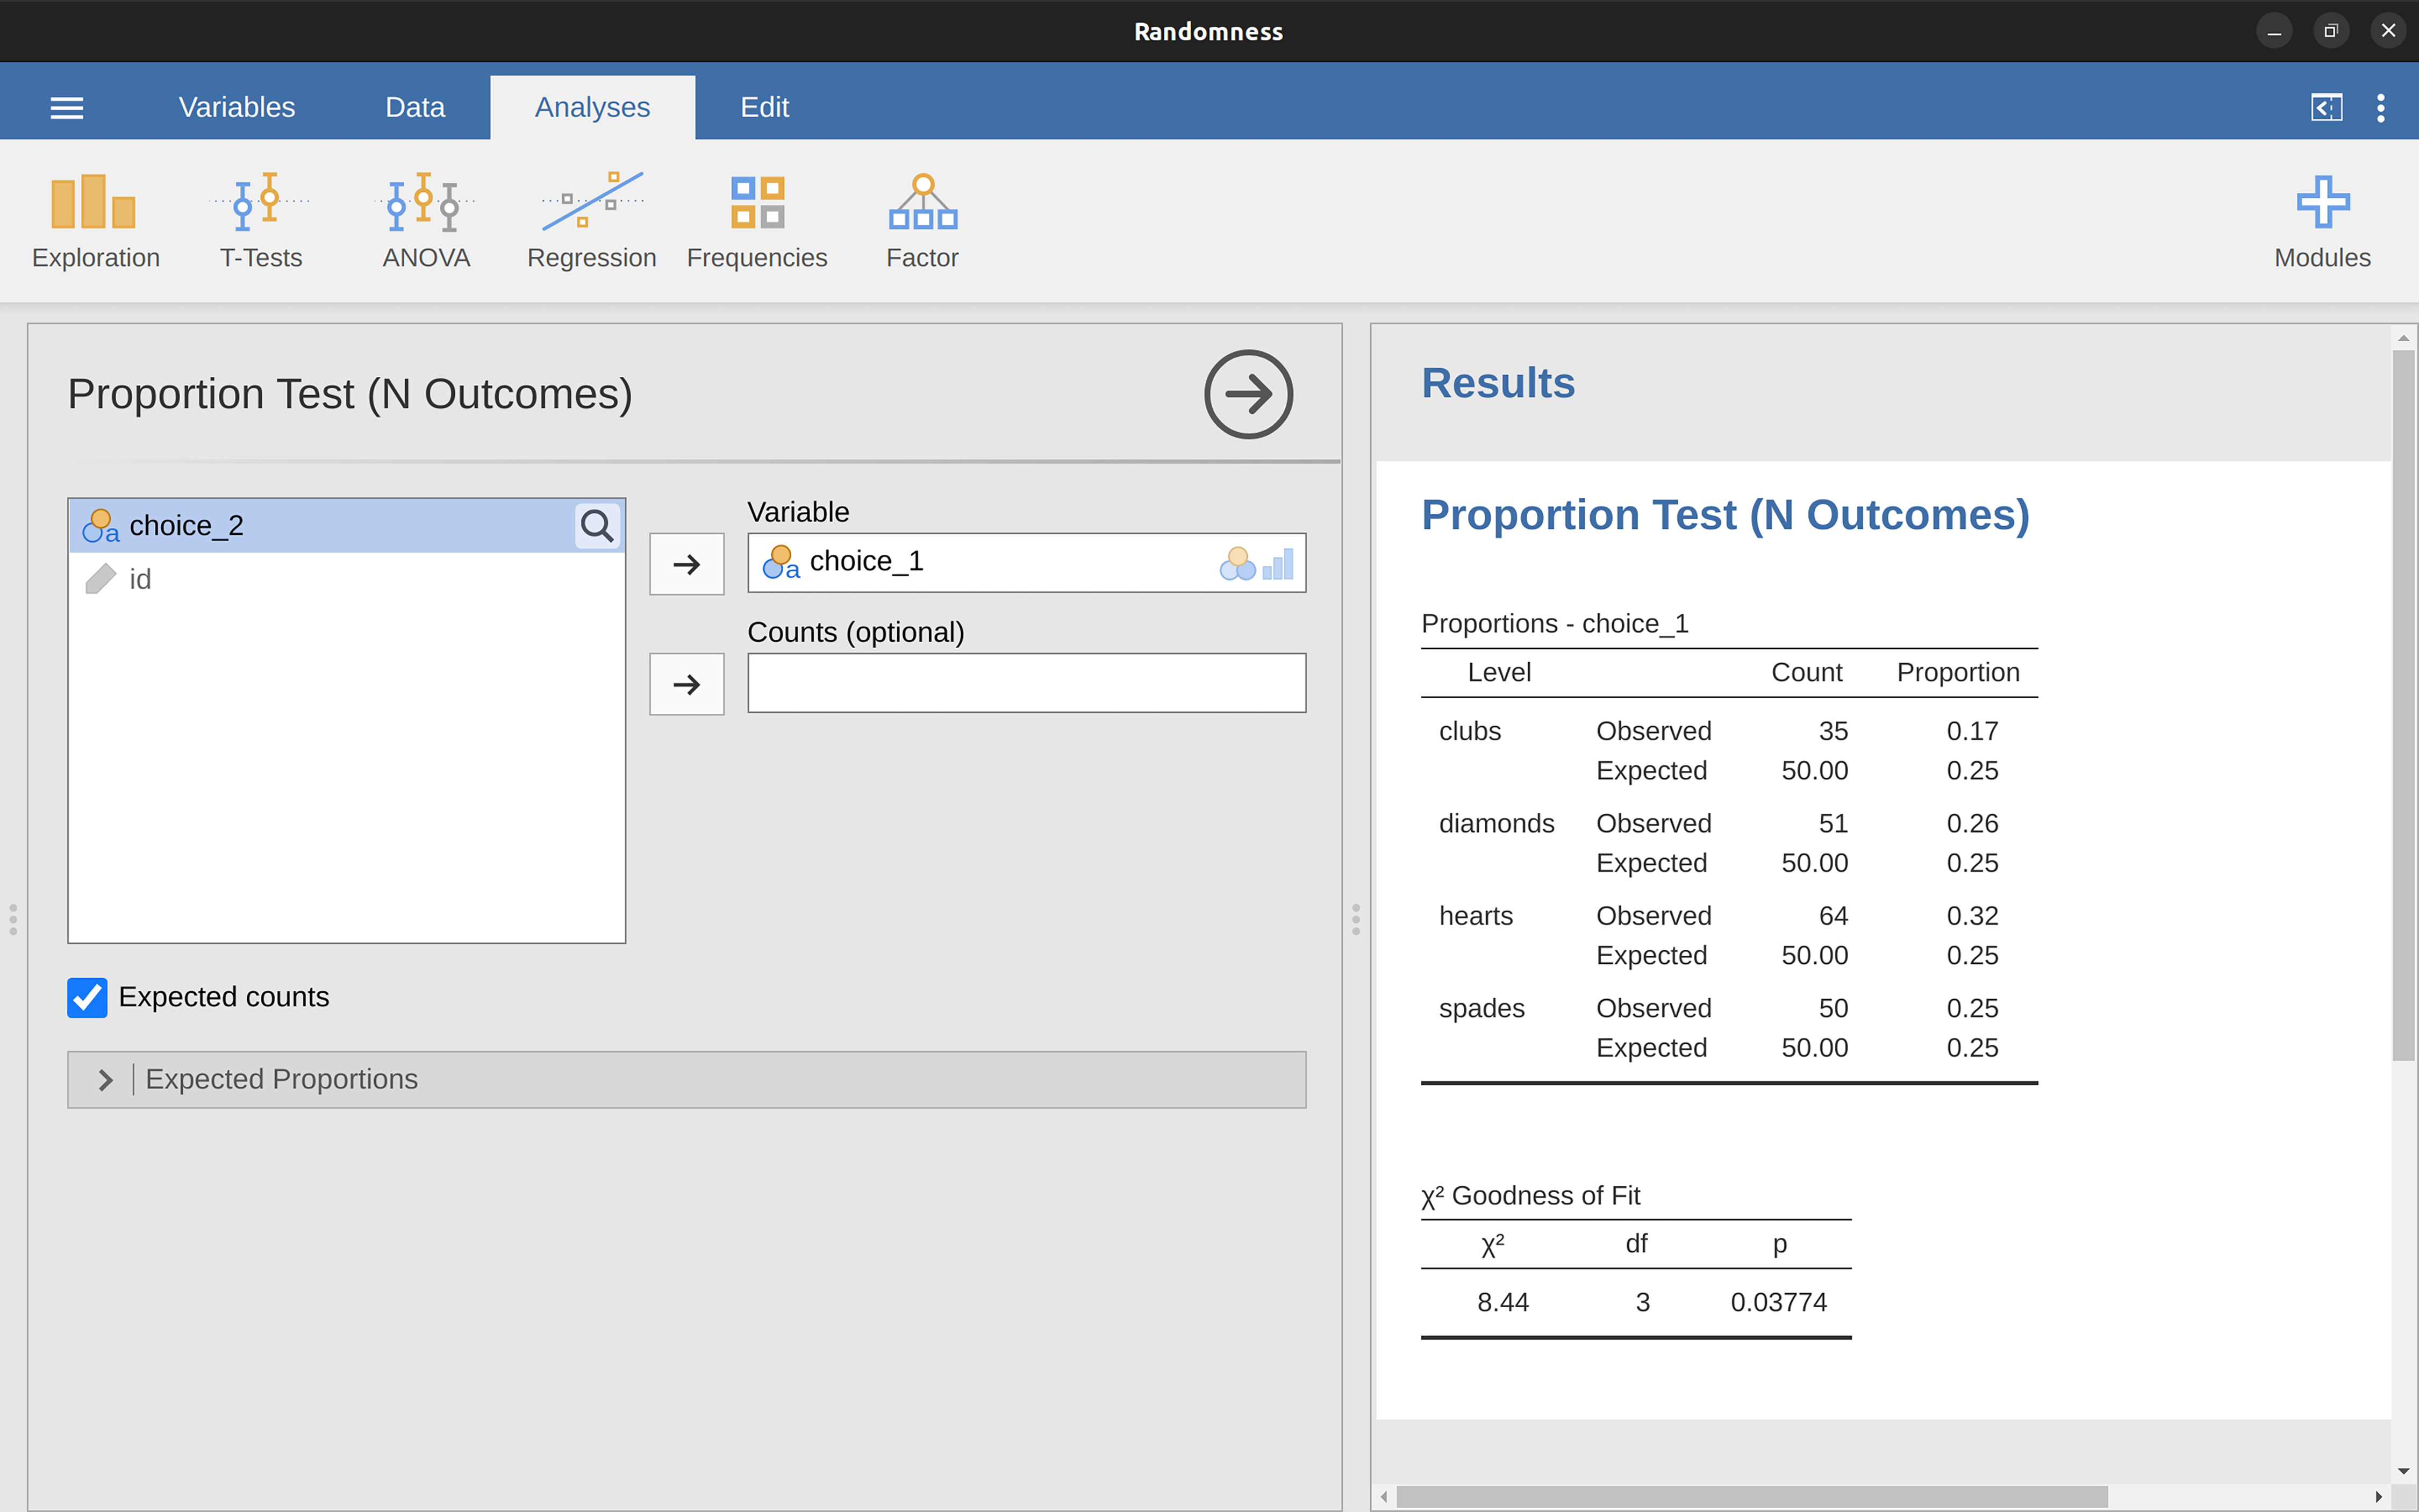 Randomness
Variables Data Analyses Edit
Exploration T-Tests ANOVA Regression Frequencies Factor Modules
Proportion Test (N Outcomes)
choice_2
id
Variable
choice_1
Counts (optional)
Expected counts
Expected Proportions
Results
Proportion Test (N Outcomes)
Proportions - choice_1
Level Count Proportion
clubs Observed 35 0.17
Expected 50.00 0.25
diamonds Observed 51 0.26
Expected 50.00 0.25
hearts Observed 64 0.32
Expected 50.00 0.25
spades Observed 50 0.25
Expected 50.00 0.25
χ² Goodness of Fit
χ² df p
8.44 3 0.03774